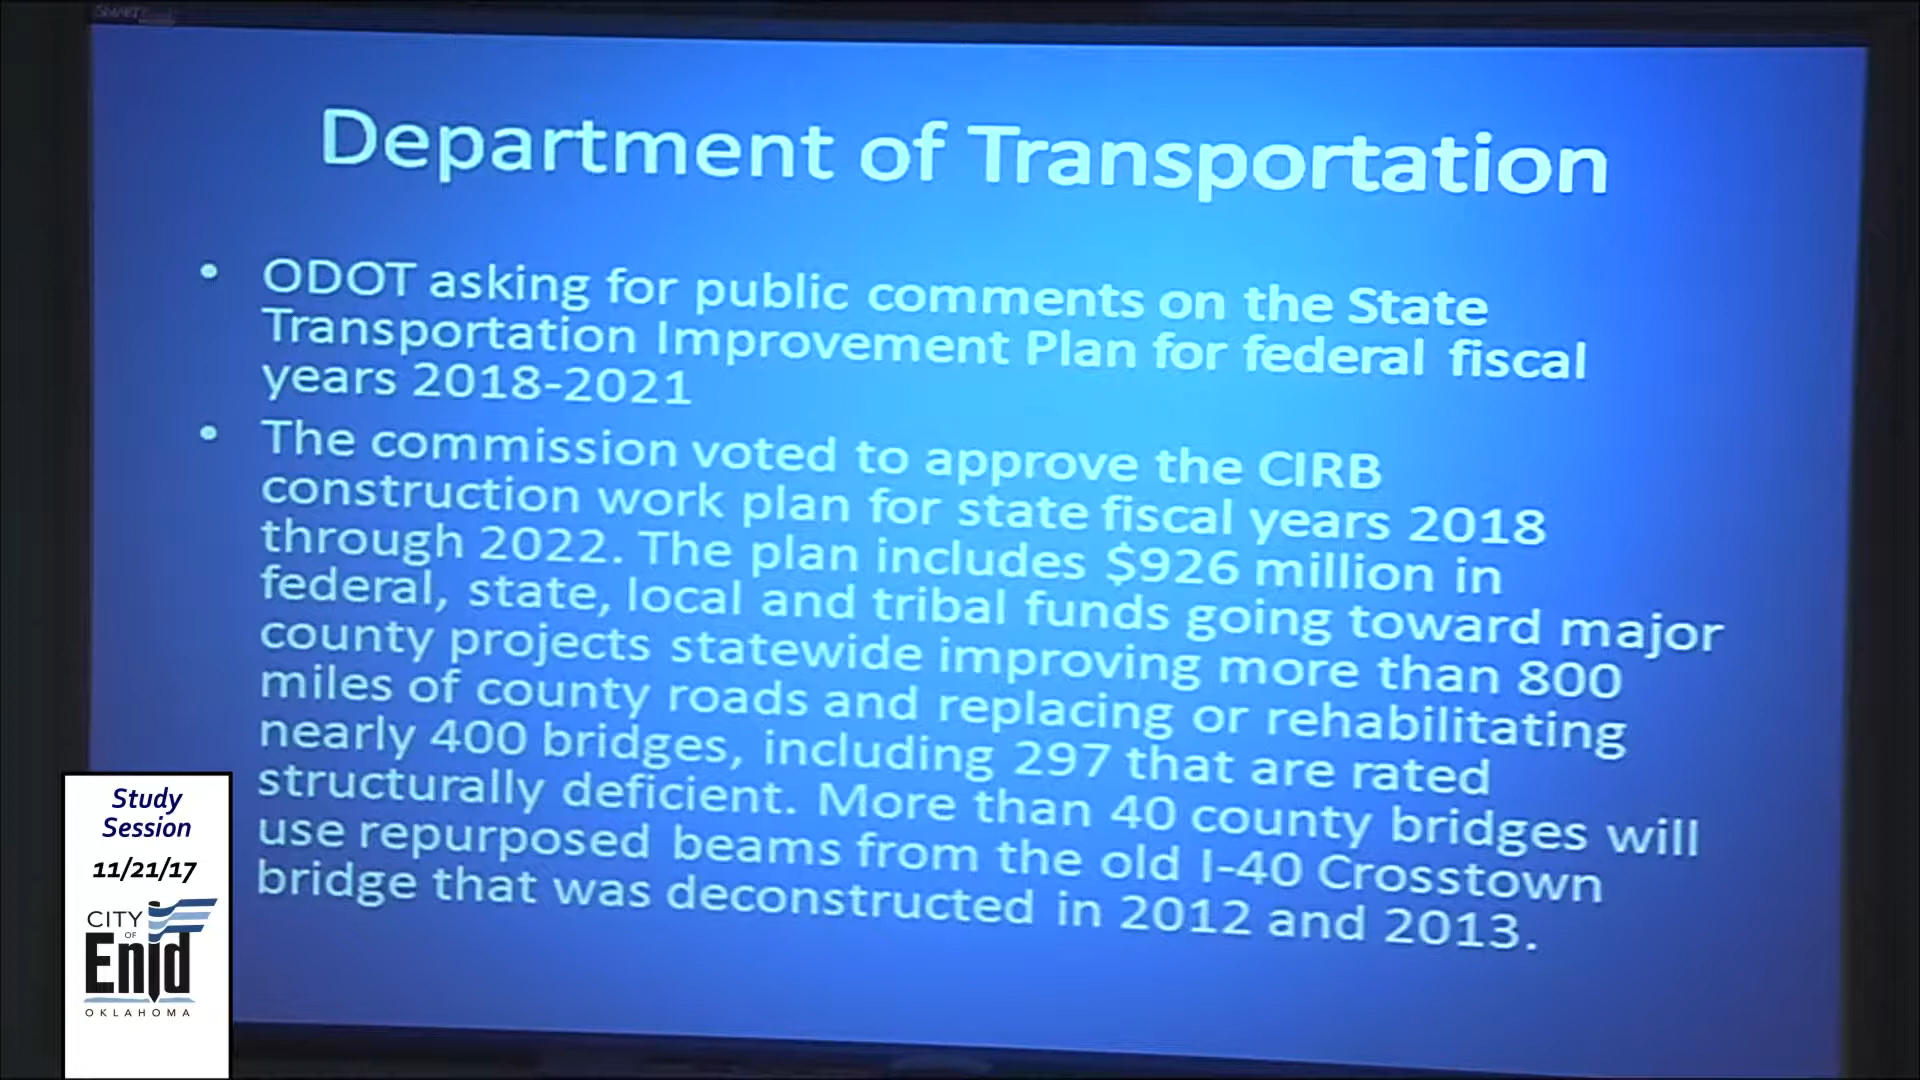 SMART
Department of Transportation
• ODOT asking for public comments on the State
Transportation Improvement Plan for federal fiscal
years 2018-2021
• The commission voted to approve the CIRB
construction work plan for state fiscal years 2018
through 2022. The plan includes $926 million in
federal, state, local and tribal funds going toward major
county projects statewide improving more than 800
miles of county roads and replacing or rehabilitating
nearly 400 bridges, including 297 that are rated
structurally deficient. More than 40 county bridges will
use repurposed beams from the old I-40 Crosstown
bridge that was deconstructed in 2012 and 2013.
Study
Session
11/21/17
CITY
OF
Enid
OKLAHOMA